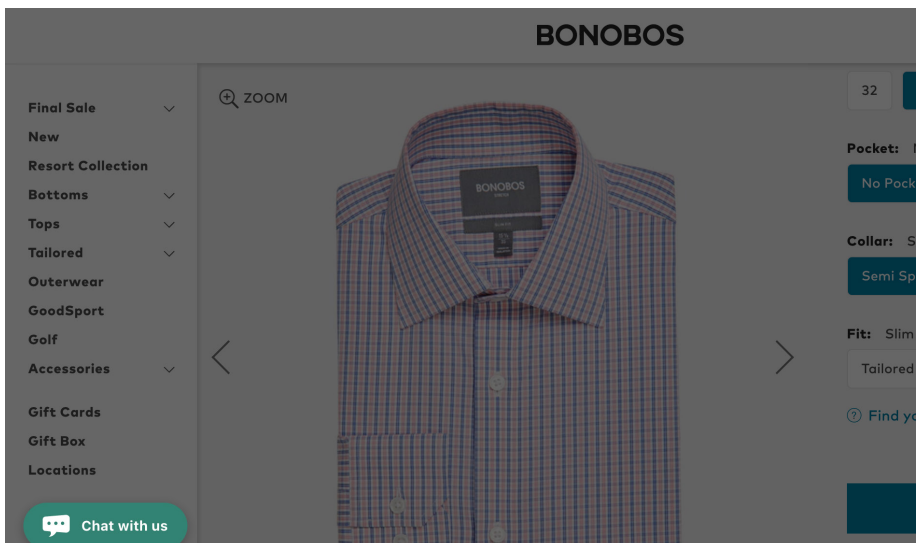 BONOBOS
Final Sale
New
Resort Collection
Bottoms
Tops
Tailored
Outerwear
GoodSport
Golf
Accessories
Gift Cards
Gift Box
Locations
Chat with us
ZOOM
BONOBOS
32
Pocket:
No Pock
Collar: S
Semi Sp
Fit: Slim
Tailored
Find yo